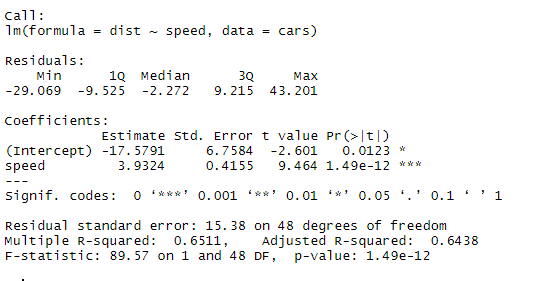 Call:
lm(formula = dist ~ speed, data = cars)
Residuals:
    Min      1Q  Median      3Q     Max
-29.069  -9.525  -2.272   9.215  43.201
Coefficients:
            Estimate Std. Error t value Pr(>|t|)
(Intercept) -17.5791     6.7584  -2.601   0.0123 *
speed         3.9324     0.4155   9.464 1.49e-12 ***
---
Signif. codes:  0 ‘***’ 0.001 ‘**’ 0.01 ‘*’ 0.05 ‘.’ 0.1 ‘ ’ 1
Residual standard error: 15.38 on 48 degrees of freedom
Multiple R-squared:  0.6511,    Adjusted R-squared:  0.6438
F-statistic: 89.57 on 1 and 48 DF,  p-value: 1.49e-12
.